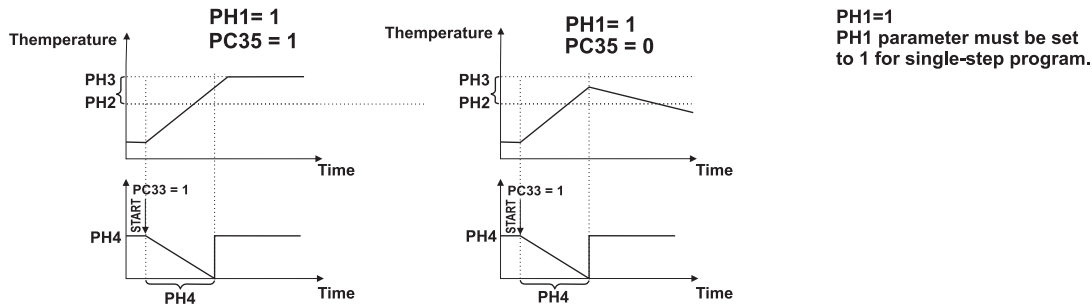 PH1= 1
PC35 = 1
Themperature
PH3
PH2
Time
PC33 = 1
START
PH4
Time
PH4
PH1= 1
PC35 = 0
Themperature
PH3
PH2
Time
PC33 = 1
START
PH4
Time
PH4
PH1=1
PH1 parameter must be set
to 1 for single-step program.